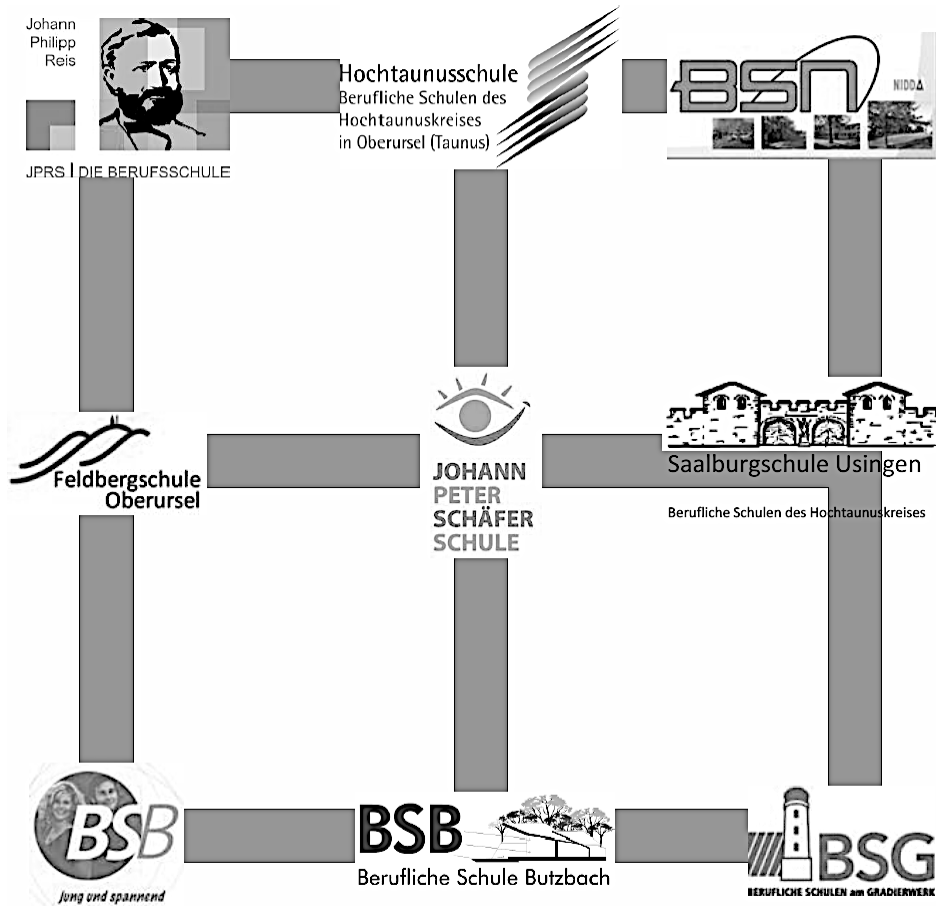 Johann
Philipp
Reis
JPRS | DIE BERUFSSCHULE
Hochtaunusschule
Berufliche Schulen des
Hochtaunuskreises
in Oberursel (Taunus)
BSN
NIDDA
Feldbergschule
Oberursel
JOHANN
PETER
SCHÄFER
SCHULE
Saalburgschule Usingen
Berufliche Schulen des Hochtaunuskreises
BSB
Jung und spannend
BSB
Berufliche Schule Butzbach
BSG
BERUFLICHE SCHULEN am GRADIERWERK